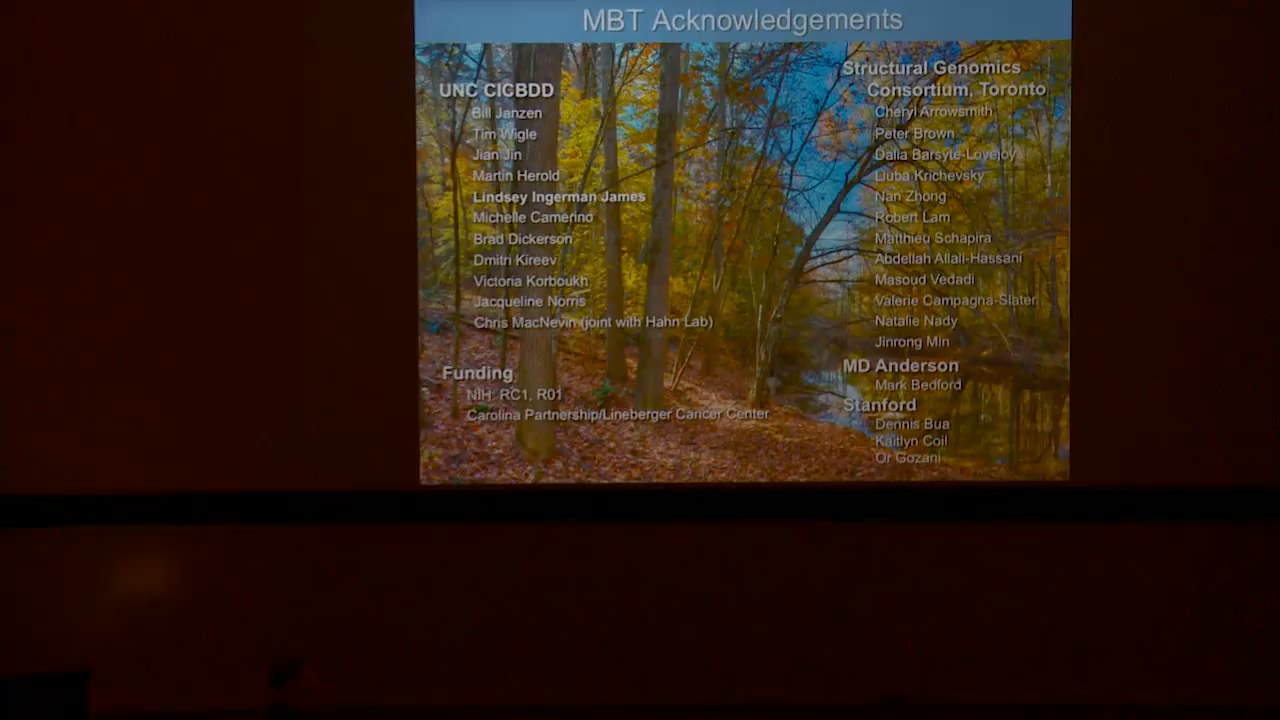 MBT Acknowledgements
UNC CICBDD
Bill Janzen
Tim Wigle
Jian Jin
Martin Herold
Lindsey Ingerman James
Michelle Camerino
Brad Dickerson
Dmitri Kireev
Victoria Korboukh
Jacqueline Norris
Chris MacNevin (joint with Hahn Lab)
Funding
NIH: RC1, R01
Carolina Partnership/Lineberger Cancer Center
Structural Genomics
Consortium, Toronto
Cheryl Arrowsmith
Peter Brown
Dalia Barsyte-Lovejoy
Liuba Krichevsky
Nan Zhong
Robert Lam
Matthieu Schapira
Abdellah Allali-Hassani
Masoud Vedadi
Valerie Campagna-Slater
Natalie Nady
Jinrong Min
MD Anderson
Mark Bedford
Stanford
Dennis Bua
Kaitlyn Coil
Or Gozani